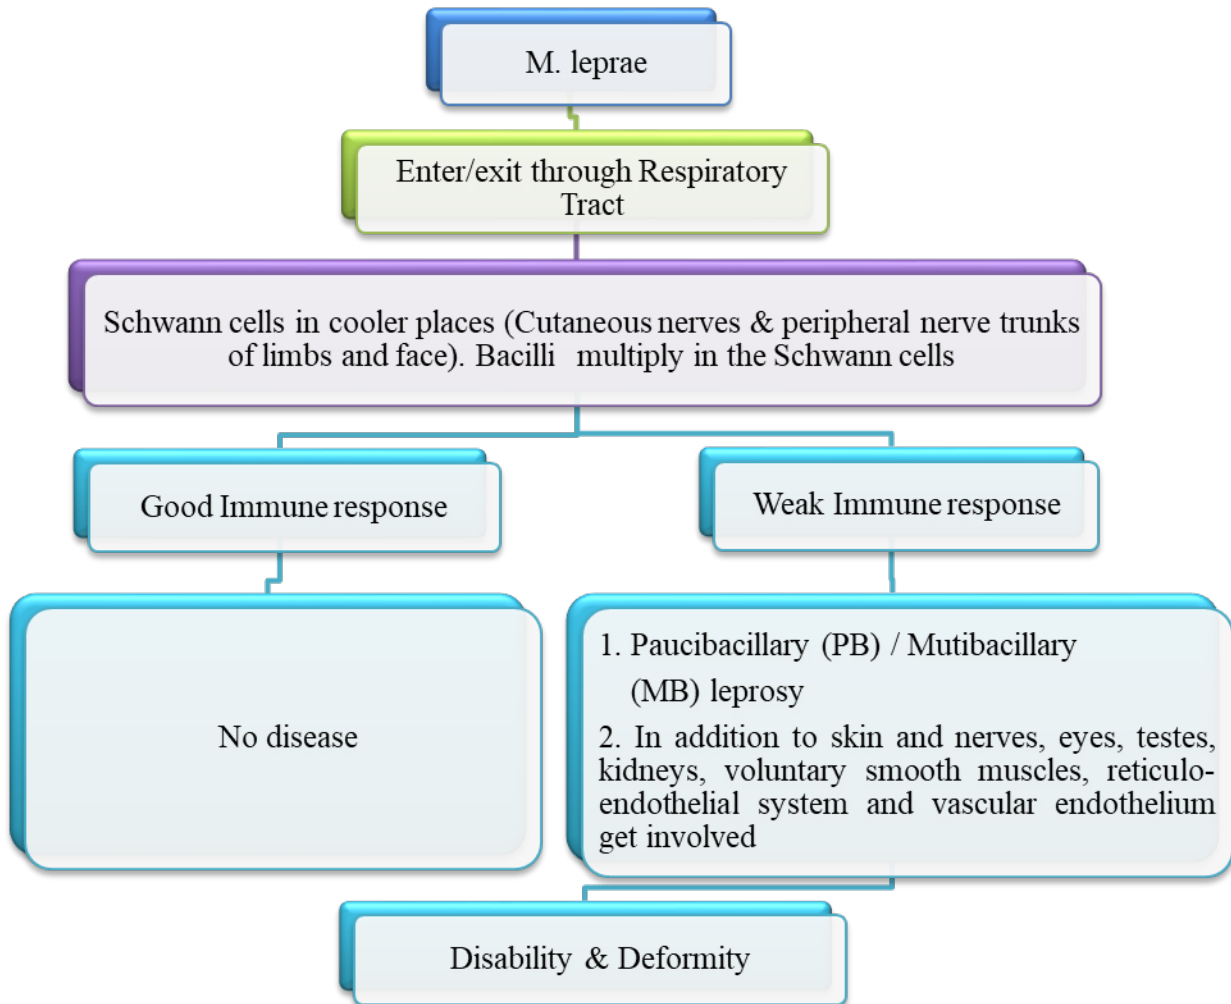 M. leprae
Enter/exit through Respiratory
Tract
Schwann cells in cooler places (Cutaneous nerves & peripheral nerve trunks
of limbs and face). Bacilli multiply in the Schwann cells
Good Immune response
Weak Immune response
No disease
1. Paucibacillary (PB) / Mutibacillary
(MB) leprosy
2. In addition to skin and nerves, eyes, testes,
kidneys, voluntary smooth muscles, reticulo-
endothelial system and vascular endothelium
get involved
Disability & Deformity